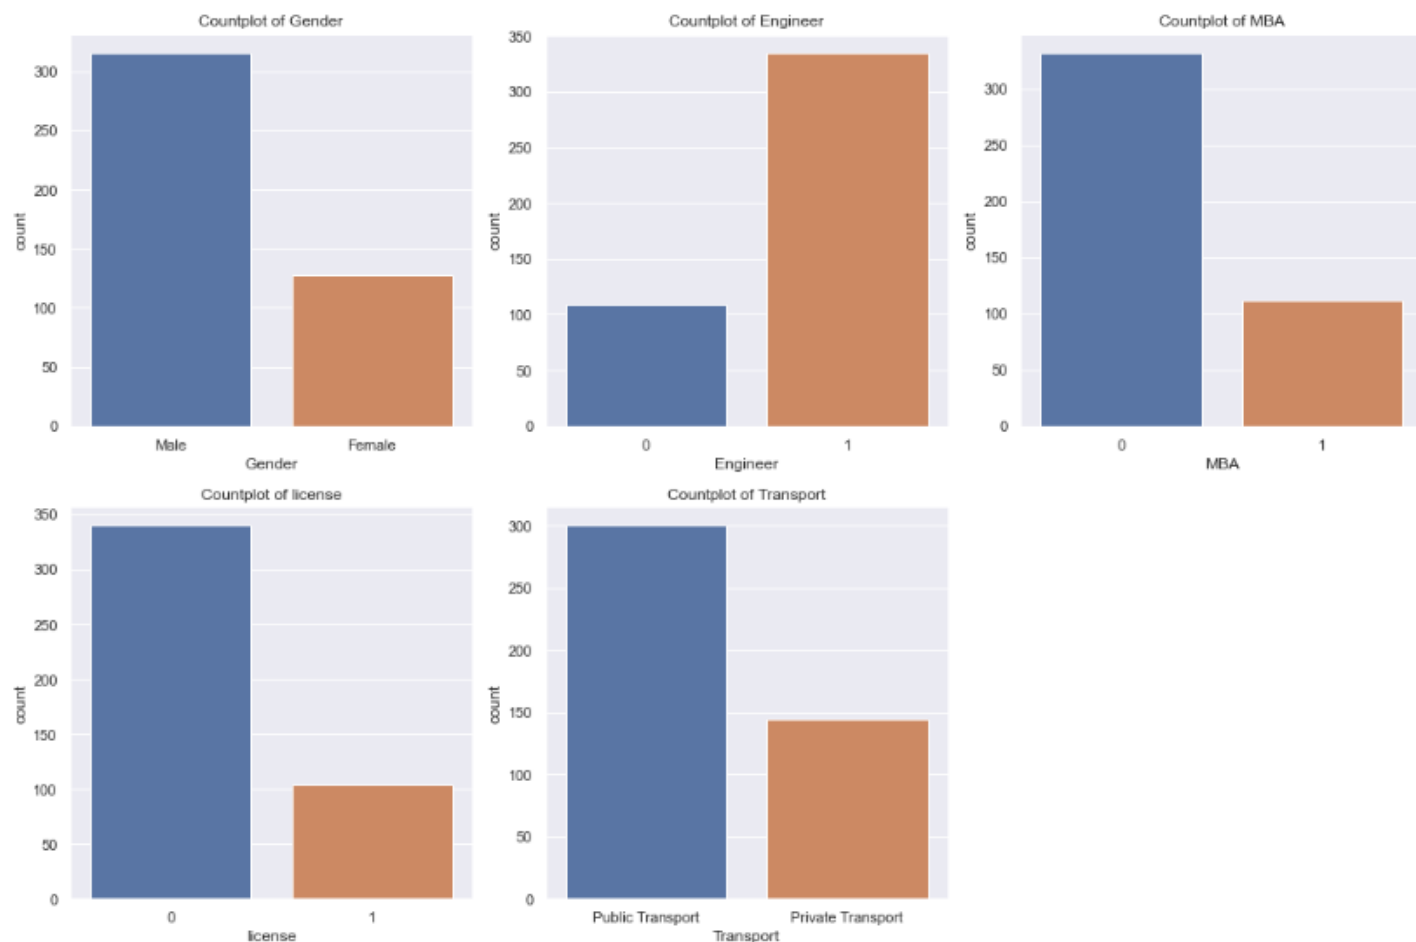 Countplot of Gender
300
250
200
150
100
50
0
count
Male Female
Gender
Countplot of Engineer
350
300
250
200
150
100
50
0
count
0 1
Engineer
Countplot of MBA
300
250
200
150
100
50
0
count
0 1
MBA
Countplot of license
350
300
250
200
150
100
50
0
count
0 1
license
Countplot of Transport
300
250
200
150
100
50
0
count
Public Transport Private Transport
Transport